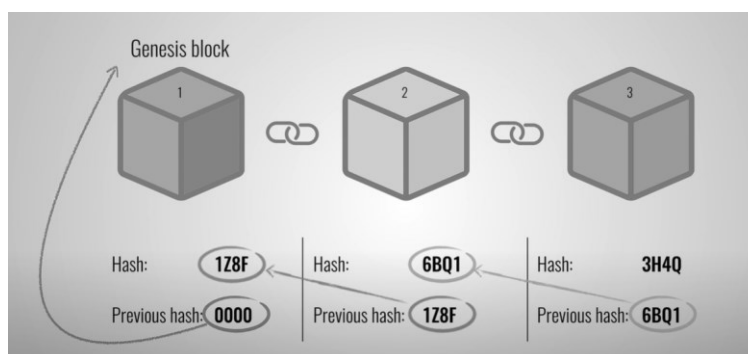 Genesis block
1
2
3
Hash: 1Z8F
Previous hash: 0000
Hash: 6BQ1
Previous hash: 1Z8F
Hash: 3H4Q
Previous hash: 6BQ1